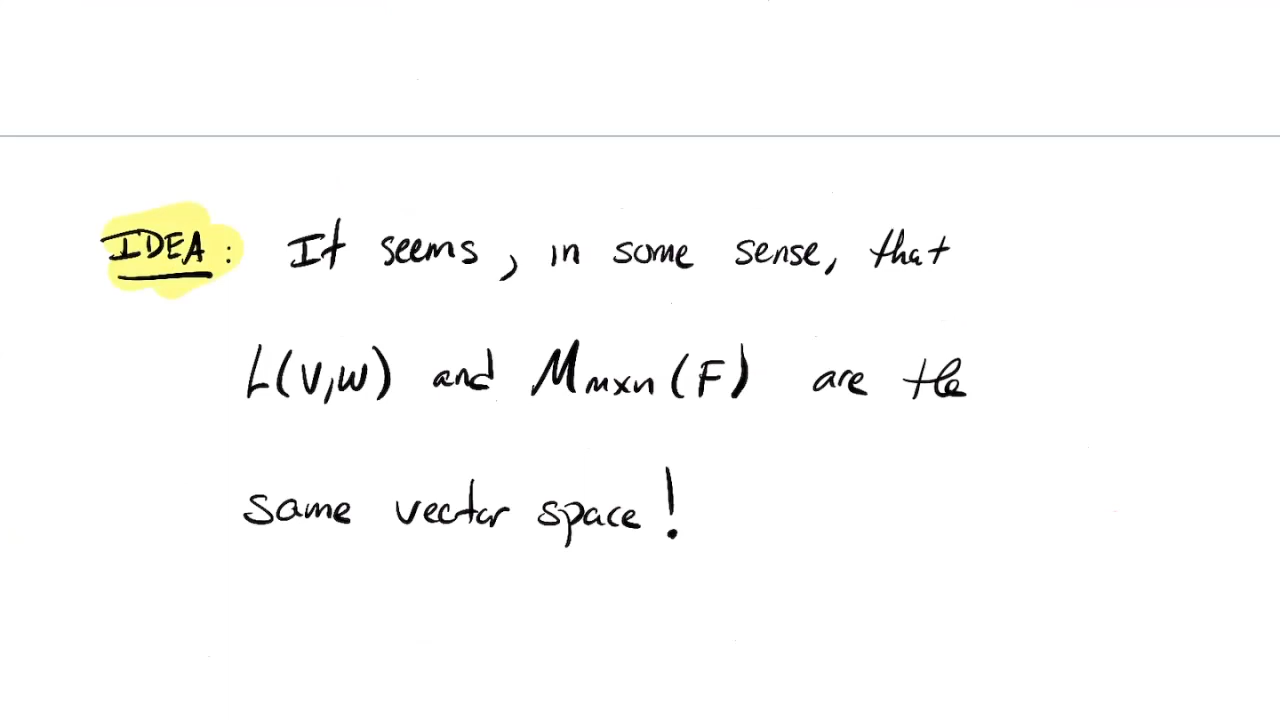 IDEA: It seems, in some sense, that
L(V,W) and Mmxn(F) are the
same vector space!